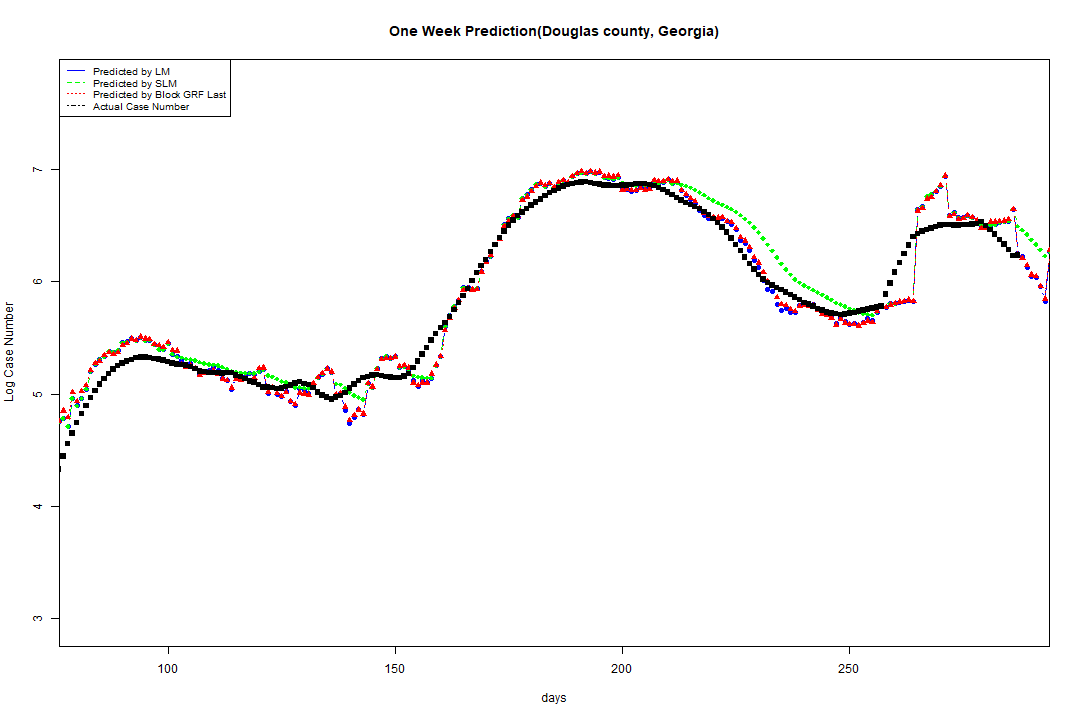 One Week Prediction(Douglas county, Georgia)
Predicted by LM
Predicted by SLM
Predicted by Block GRF Last
Actual Case Number
Log Case Number
7
6
5
4
3
100 150 200 250
days